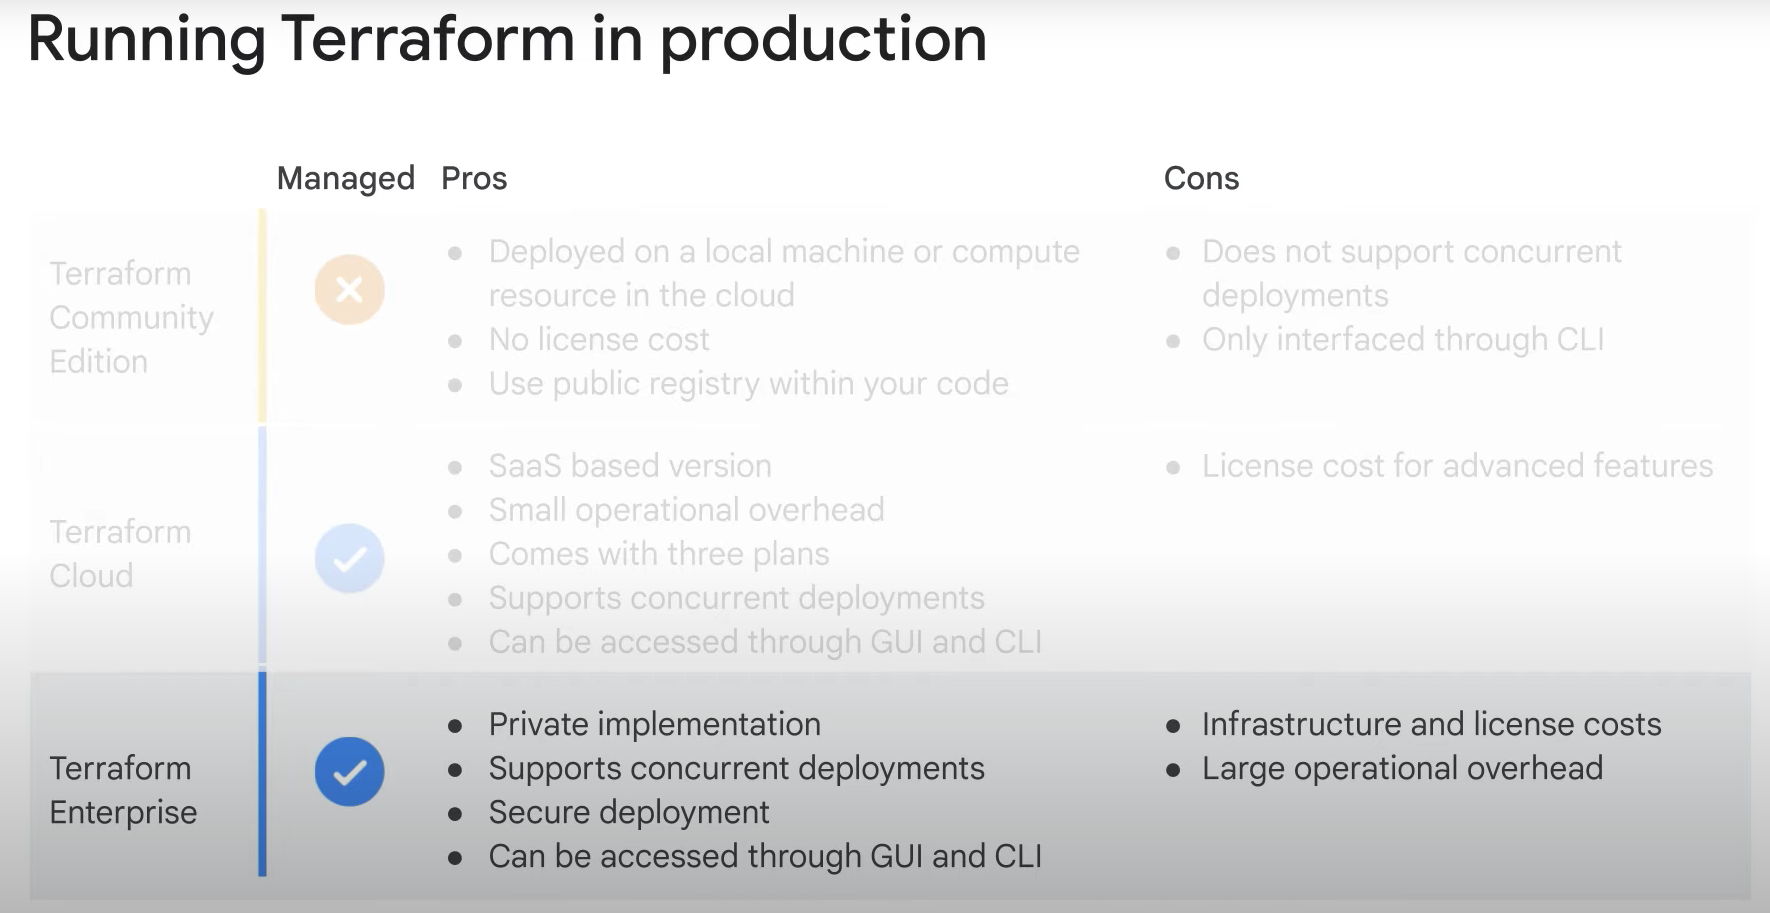 Running Terraform in production
Managed Pros Cons
Terraform
Community
Edition
Deployed on a local machine or compute
resource in the cloud
No license cost
Use public registry within your code
Does not support concurrent
deployments
Only interfaced through CLI
Terraform
Cloud
SaaS based version
Small operational overhead
Comes with three plans
Supports concurrent deployments
Can be accessed through GUI and CLI
License cost for advanced features
Terraform
Enterprise
Private implementation
Supports concurrent deployments
Secure deployment
Can be accessed through GUI and CLI
Infrastructure and license costs
Large operational overhead